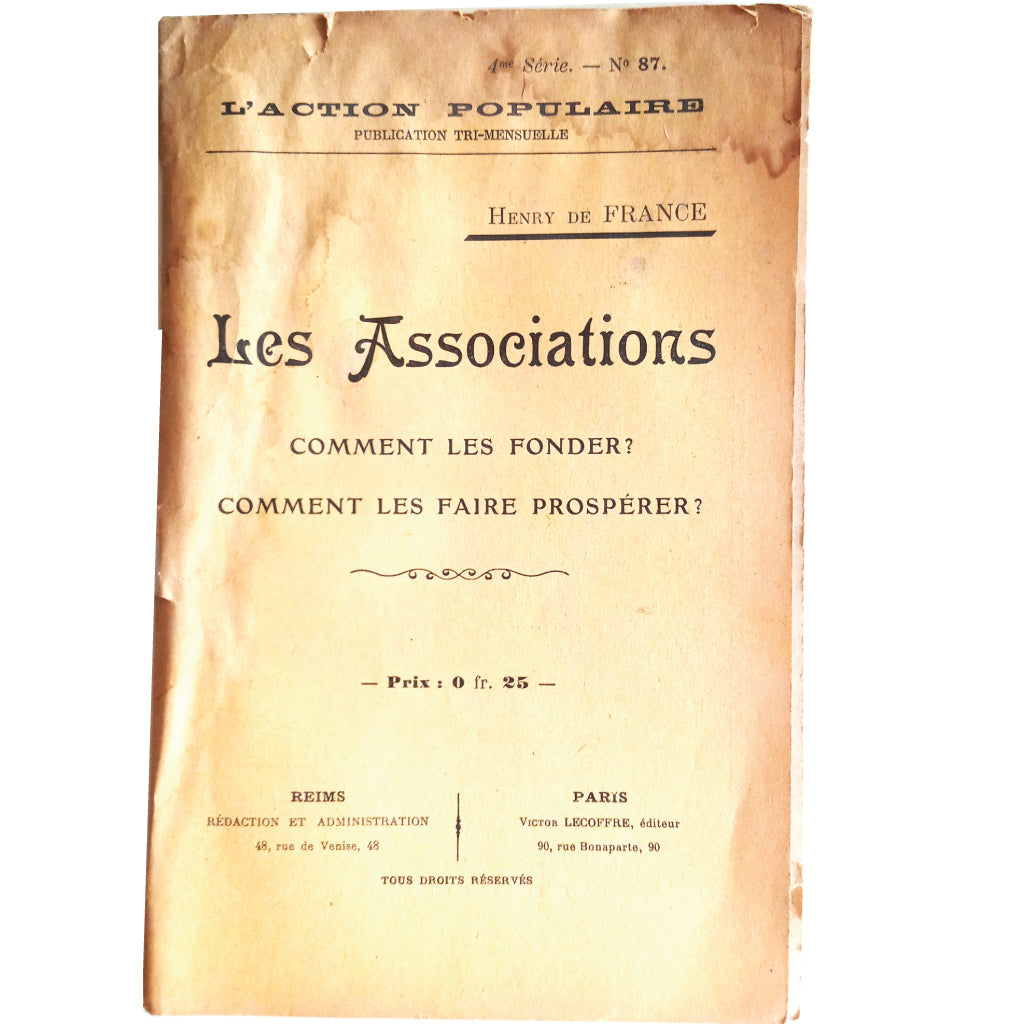 4me Série. — No 87.
L'ACTION POPULAIRE
PUBLICATION TRI-MENSUELLE
HENRY DE FRANCE
Les Associations
COMMENT LES FONDER?
COMMENT LES FAIRE PROSPÉRER?
— Prix : 0 fr. 25 —
REIMS
RÉDACTION ET ADMINISTRATION
48, rue de Venise, 48
PARIS
VICTOR LECOFFRE, éditeur
90, rue Bonaparte, 90
TOUS DROITS RÉSERVÉS